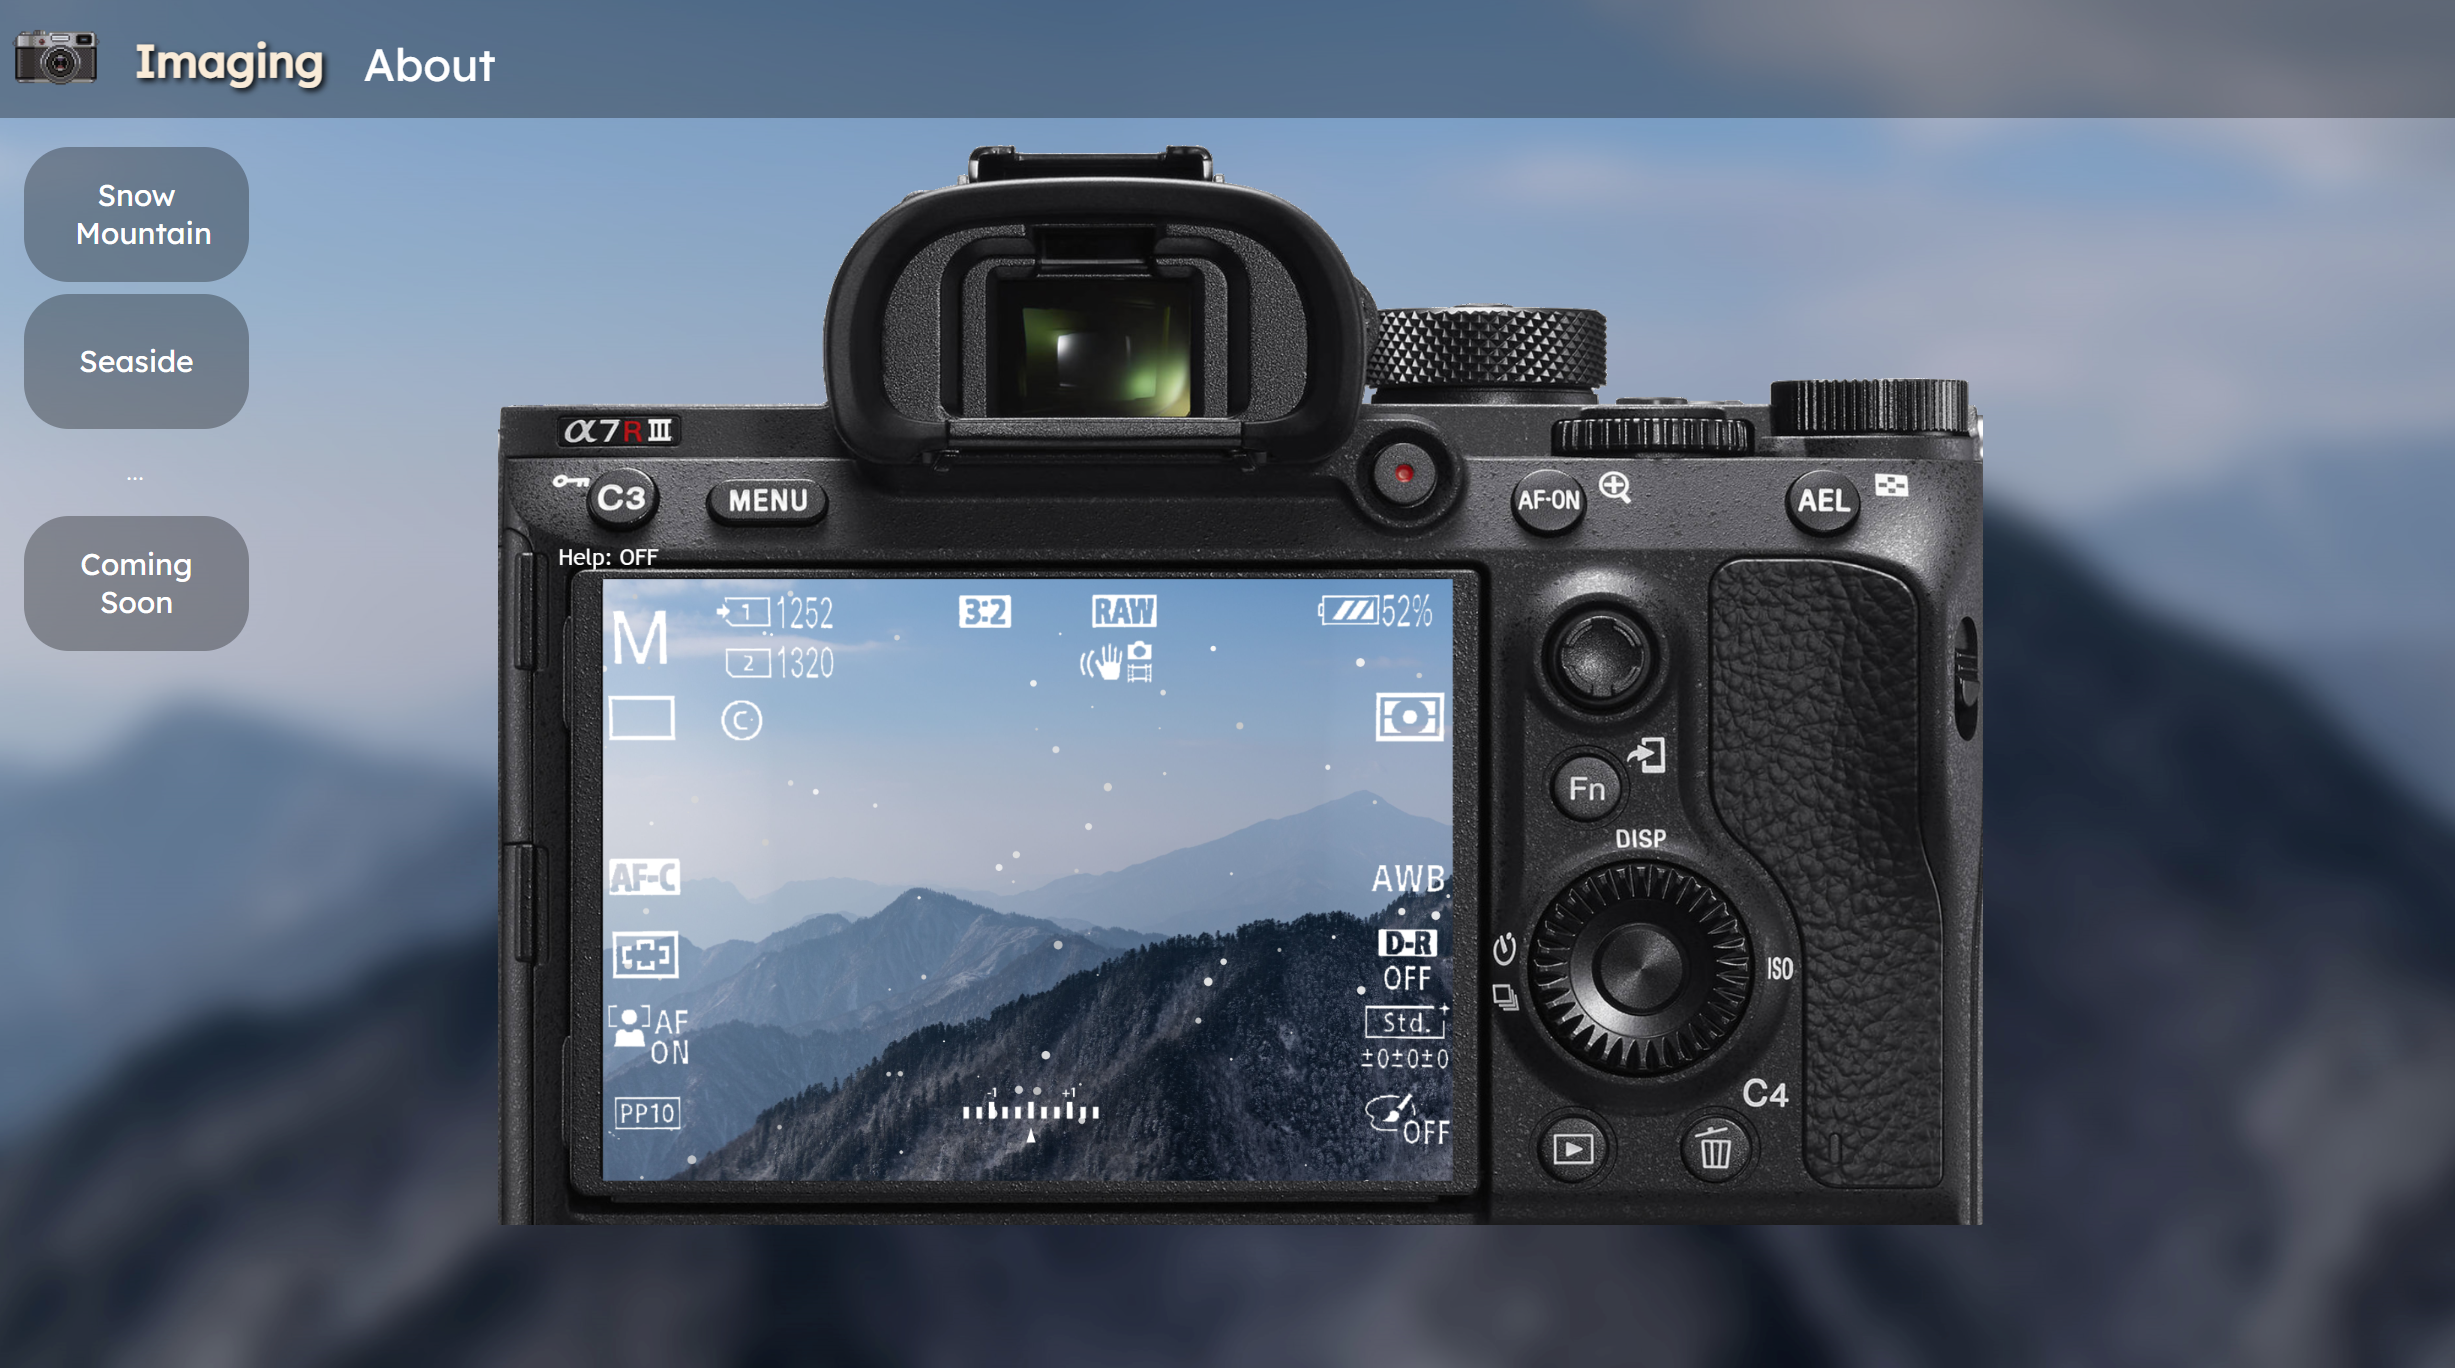 Imaging About
Snow
Mountain
Seaside
...
Coming
Soon
α7RIII
C3
MENU
AF-ON
AEL
Help: OFF
M
1 1252
3:2
RAW
52%
2 1320
C
Fn
DISP
AF-C
AWB
D-R
OFF
ISO
AF
ON
Std.
±0±0±0
C4
-1 +1
PP10
OFF